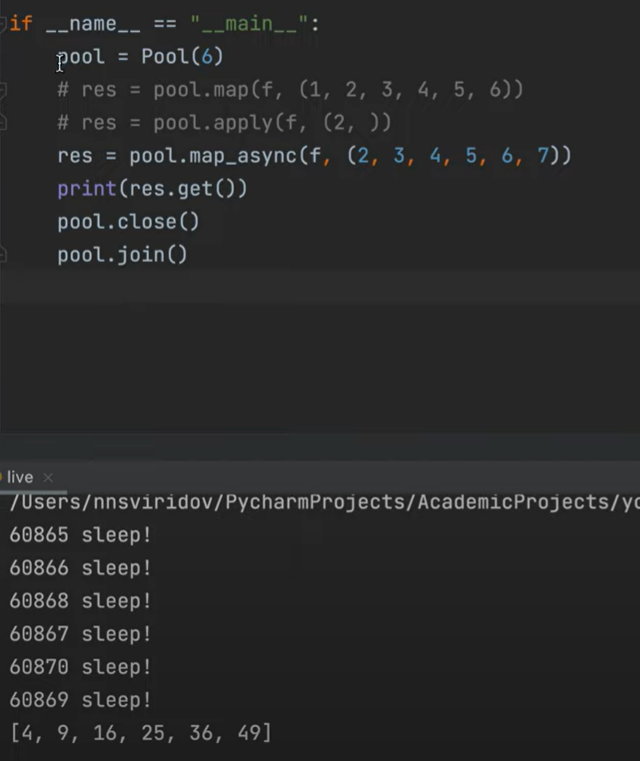 if __name__ == "__main__":
    pool = Pool(6)
    # res = pool.map(f, (1, 2, 3, 4, 5, 6))
    # res = pool.apply(f, (2, ))
    res = pool.map_async(f, (2, 3, 4, 5, 6, 7))
    print(res.get())
    pool.close()
    pool.join()
live ×
/Users/nnsviridov/PycharmProjects/AcademicProjects/yo
60865 sleep!
60866 sleep!
60868 sleep!
60867 sleep!
60870 sleep!
60869 sleep!
[4, 9, 16, 25, 36, 49]